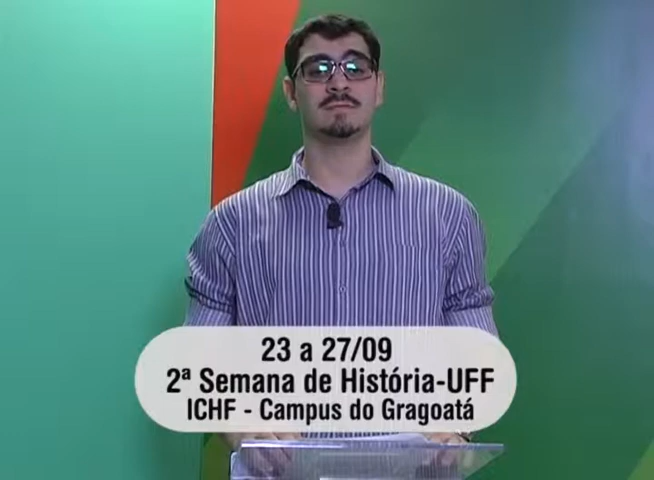 23 a 27/09
2ª Semana de História-UFF
ICHF - Campus do Gragoatá